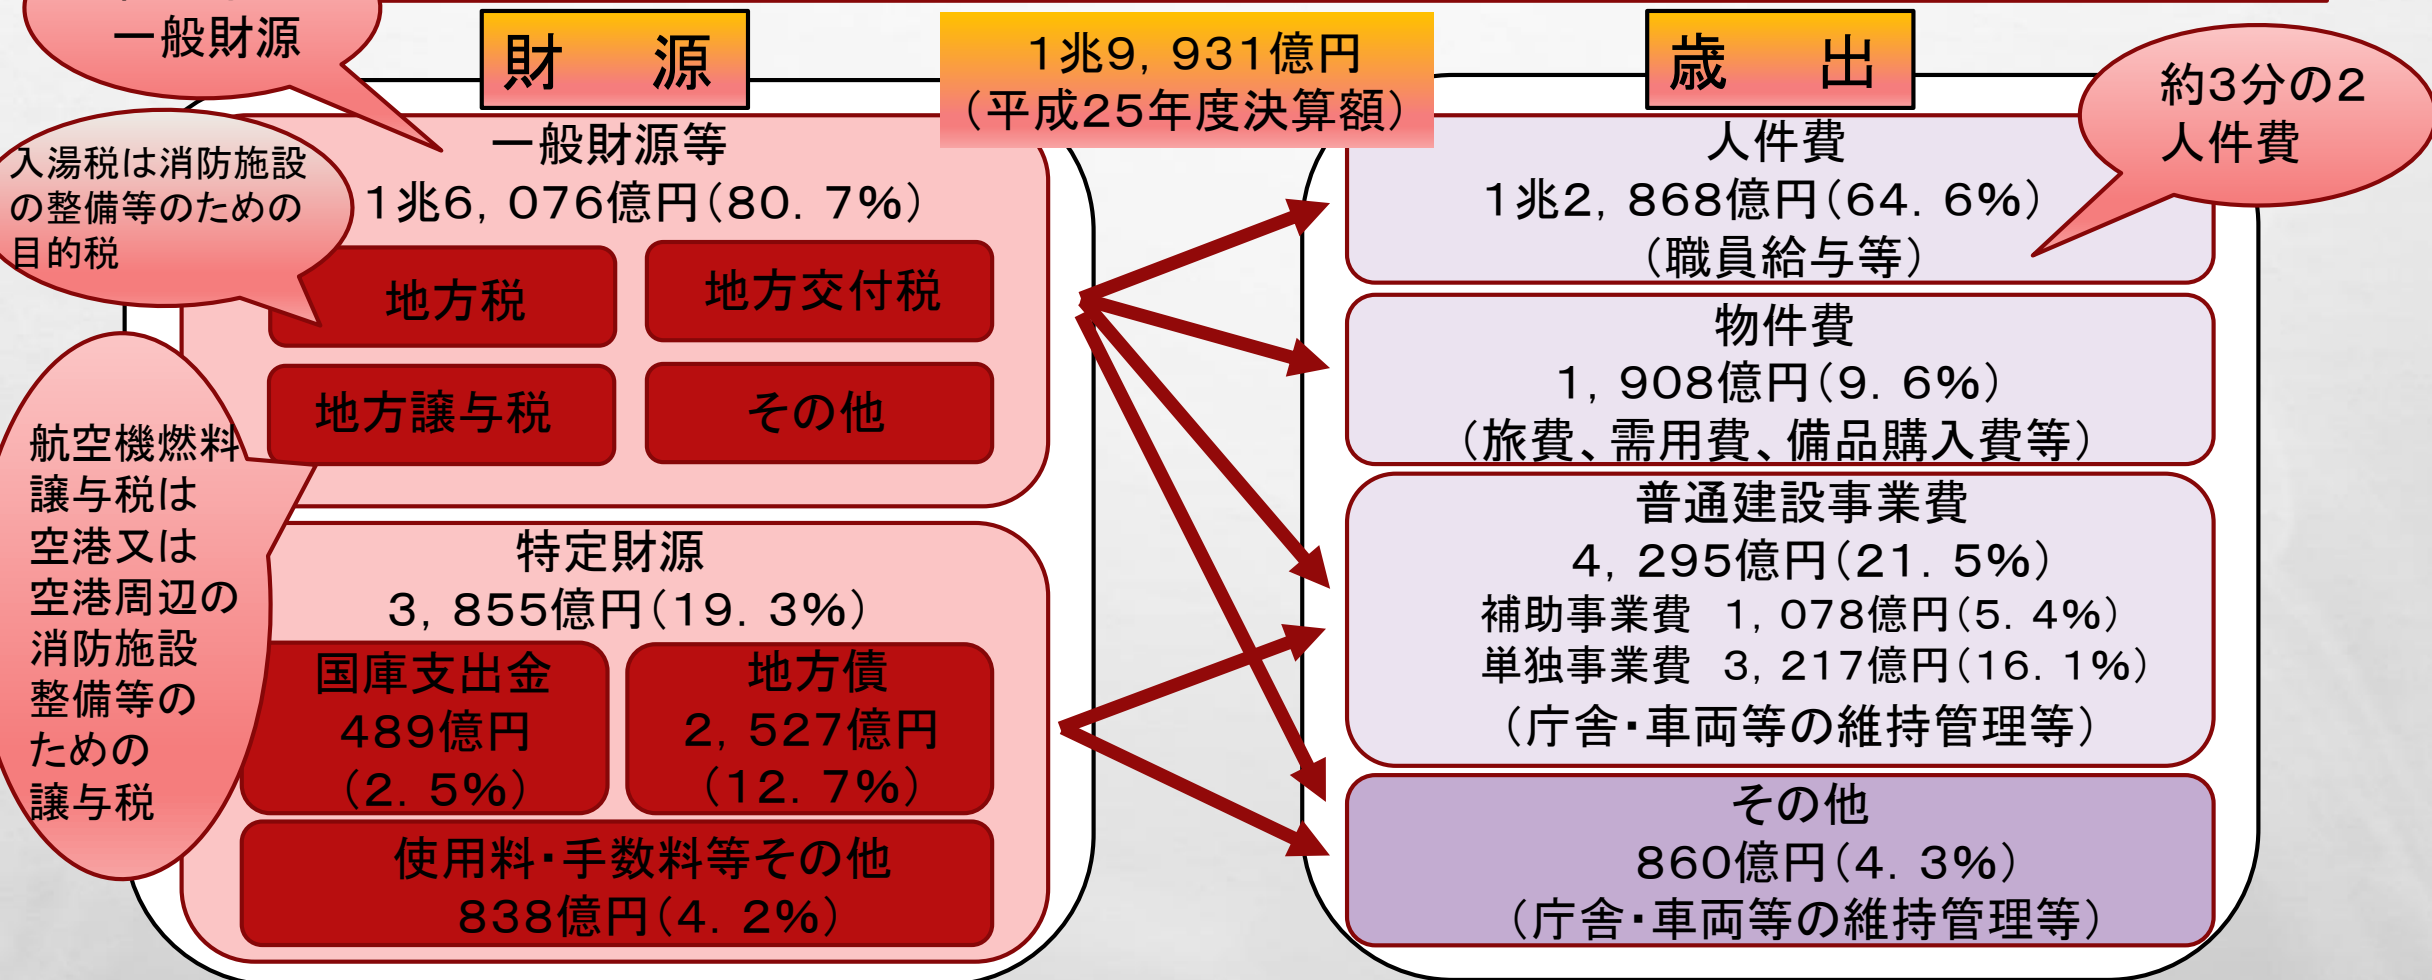 一般財源
財　源
1兆9，931億円
（平成25年度決算額）
歳　出
約3分の2
人件費
入湯税は消防施設
の整備等のための
目的税
航空機燃料
譲与税は
空港又は
空港周辺の
消防施設
整備等の
ための
譲与税
一般財源等
1兆6，076億円（80．7％）
地方税
地方交付税
地方譲与税
その他
特定財源
3，855億円（19．3％）
国庫支出金
489億円
（2．5％）
地方債
2，527億円
（12．7％）
使用料・手数料等その他
838億円（4．2％）
人件費
1兆2，868億円（64．6％）
（職員給与等）
物件費
1，908億円（9．6％）
（旅費、需用費、備品購入費等）
普通建設事業費
4，295億円（21．5％）
補助事業費　1，078億円（5．4％）
単独事業費　3，217億円（16．1％）
（庁舎・車両等の維持管理等）
その他
860億円（4．3％）
（庁舎・車両等の維持管理等）